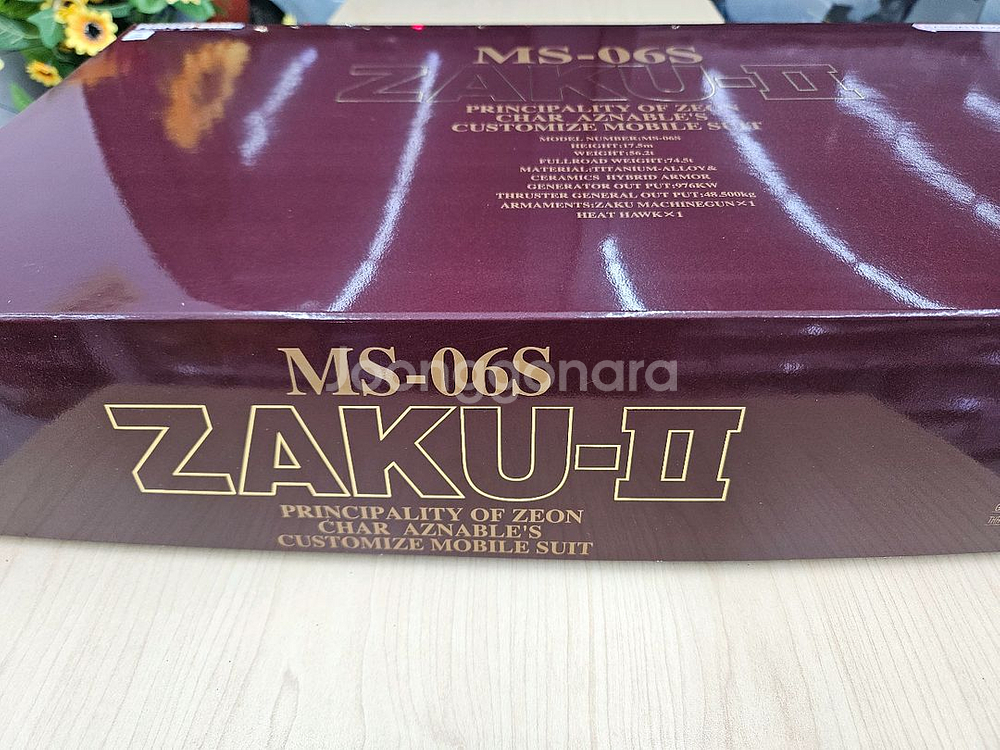 MS-06S
ZAKU-II
PRINCIPALITY OF ZEON
CHAR AZNABLE'S
CUSTOMIZE MOBILE SUIT
MODEL NUMBER:MS-06S
HEIGHT:17.5m
WEIGHT:56.2t
FULLROAD WEIGHT:74.5t
MATERIAL:TITANIUM-ALLOY&
CERAMICS HYBRID ARMOR
GENERATOR OUT PUT:976KW
THRUSTER GENERAL OUT PUT:48.500kg
ARMAMENTS:ZAKU MACHINEGUN×1
HEAT HAWK×1
MS-06S
Joonggonara
ZAKU-II
PRINCIPALITY OF ZEON
CHAR AZNABLE'S
CUSTOMIZE MOBILE SUIT